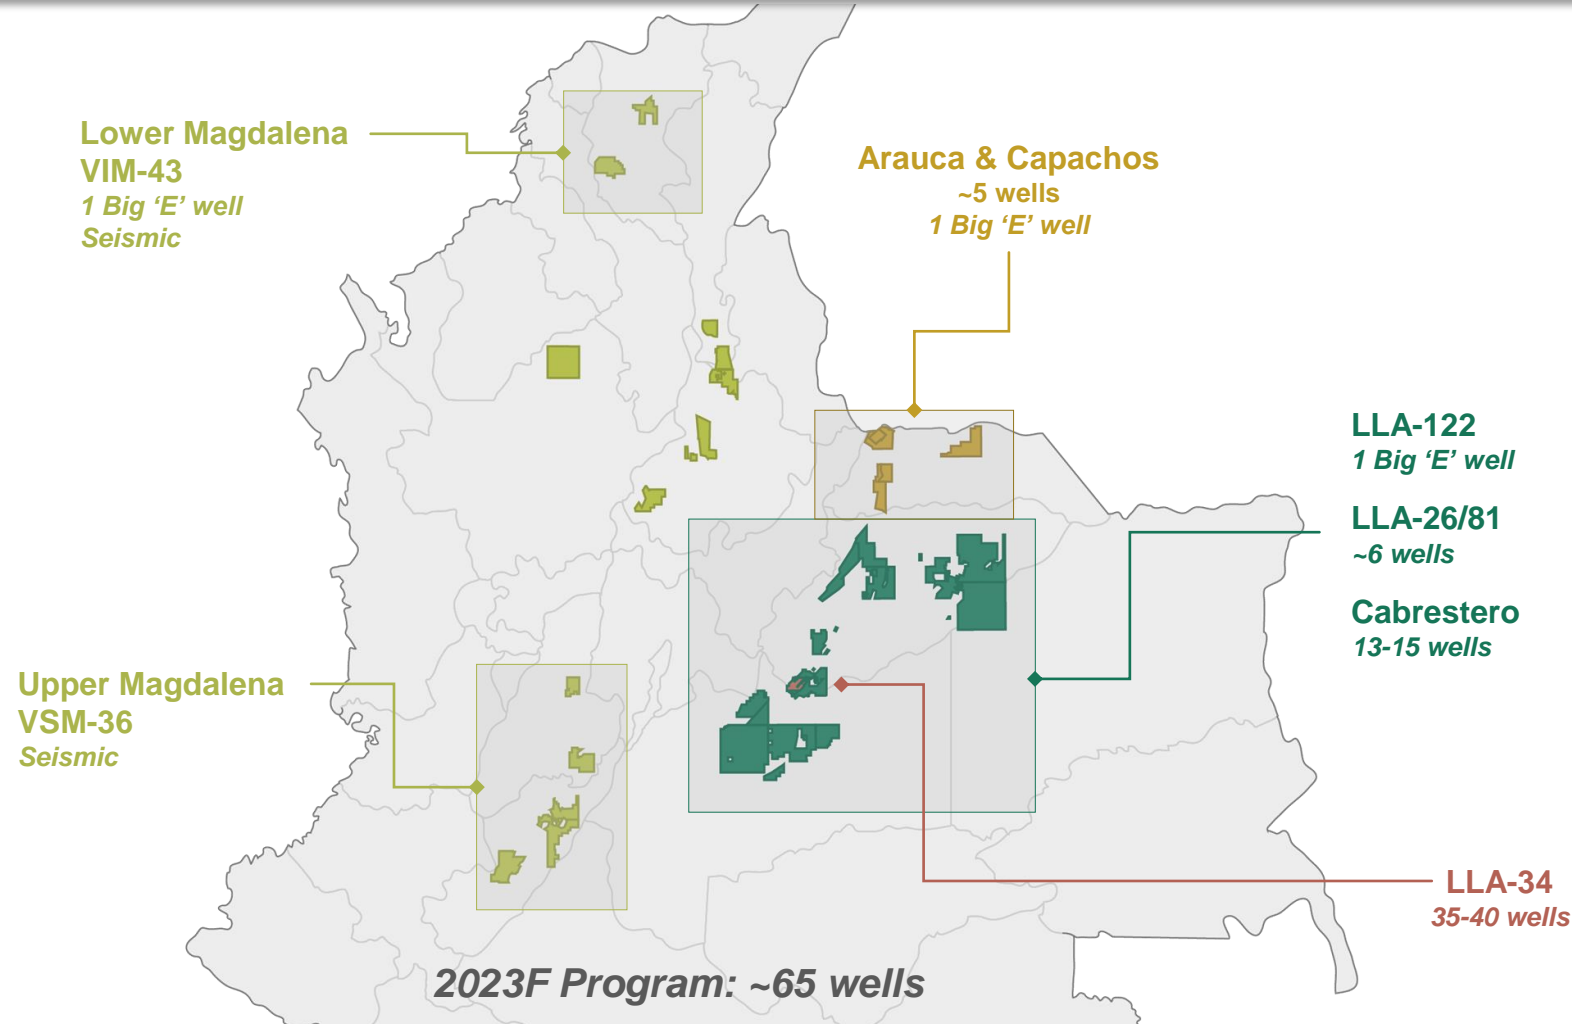 Lower Magdalena
VIM-43
1 Big ‘E’ well
Seismic
Arauca & Capachos
~5 wells
1 Big ‘E’ well
LLA-122
1 Big ‘E’ well
LLA-26/81
~6 wells
Cabrestero
13-15 wells
Upper Magdalena
VSM-36
Seismic
LLA-34
35-40 wells
2023F Program: ~65 wells